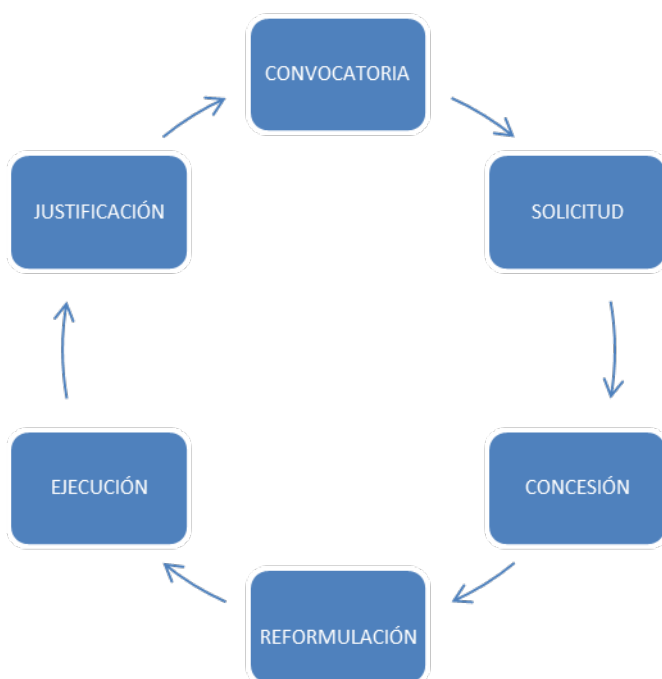 CONVOCATORIA
SOLICITUD
CONCESIÓN
REFORMULACIÓN
EJECUCIÓN
JUSTIFICACIÓN